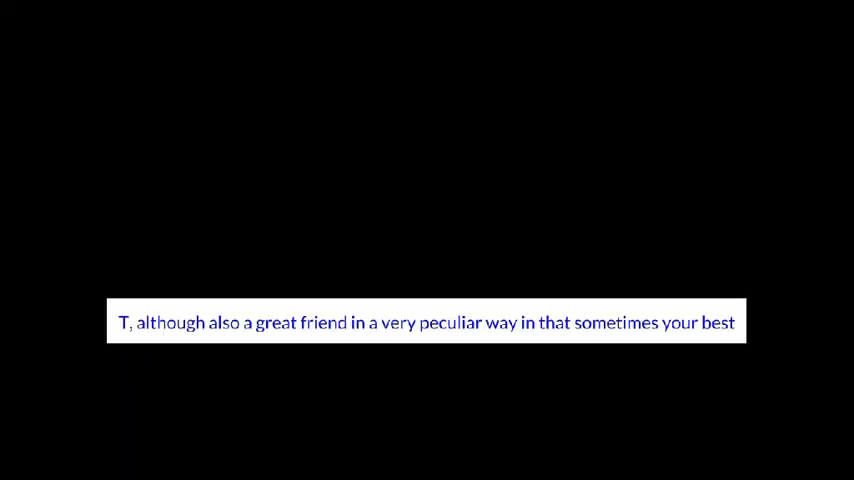 T, although also a great friend in a very peculiar way in that sometimes your best